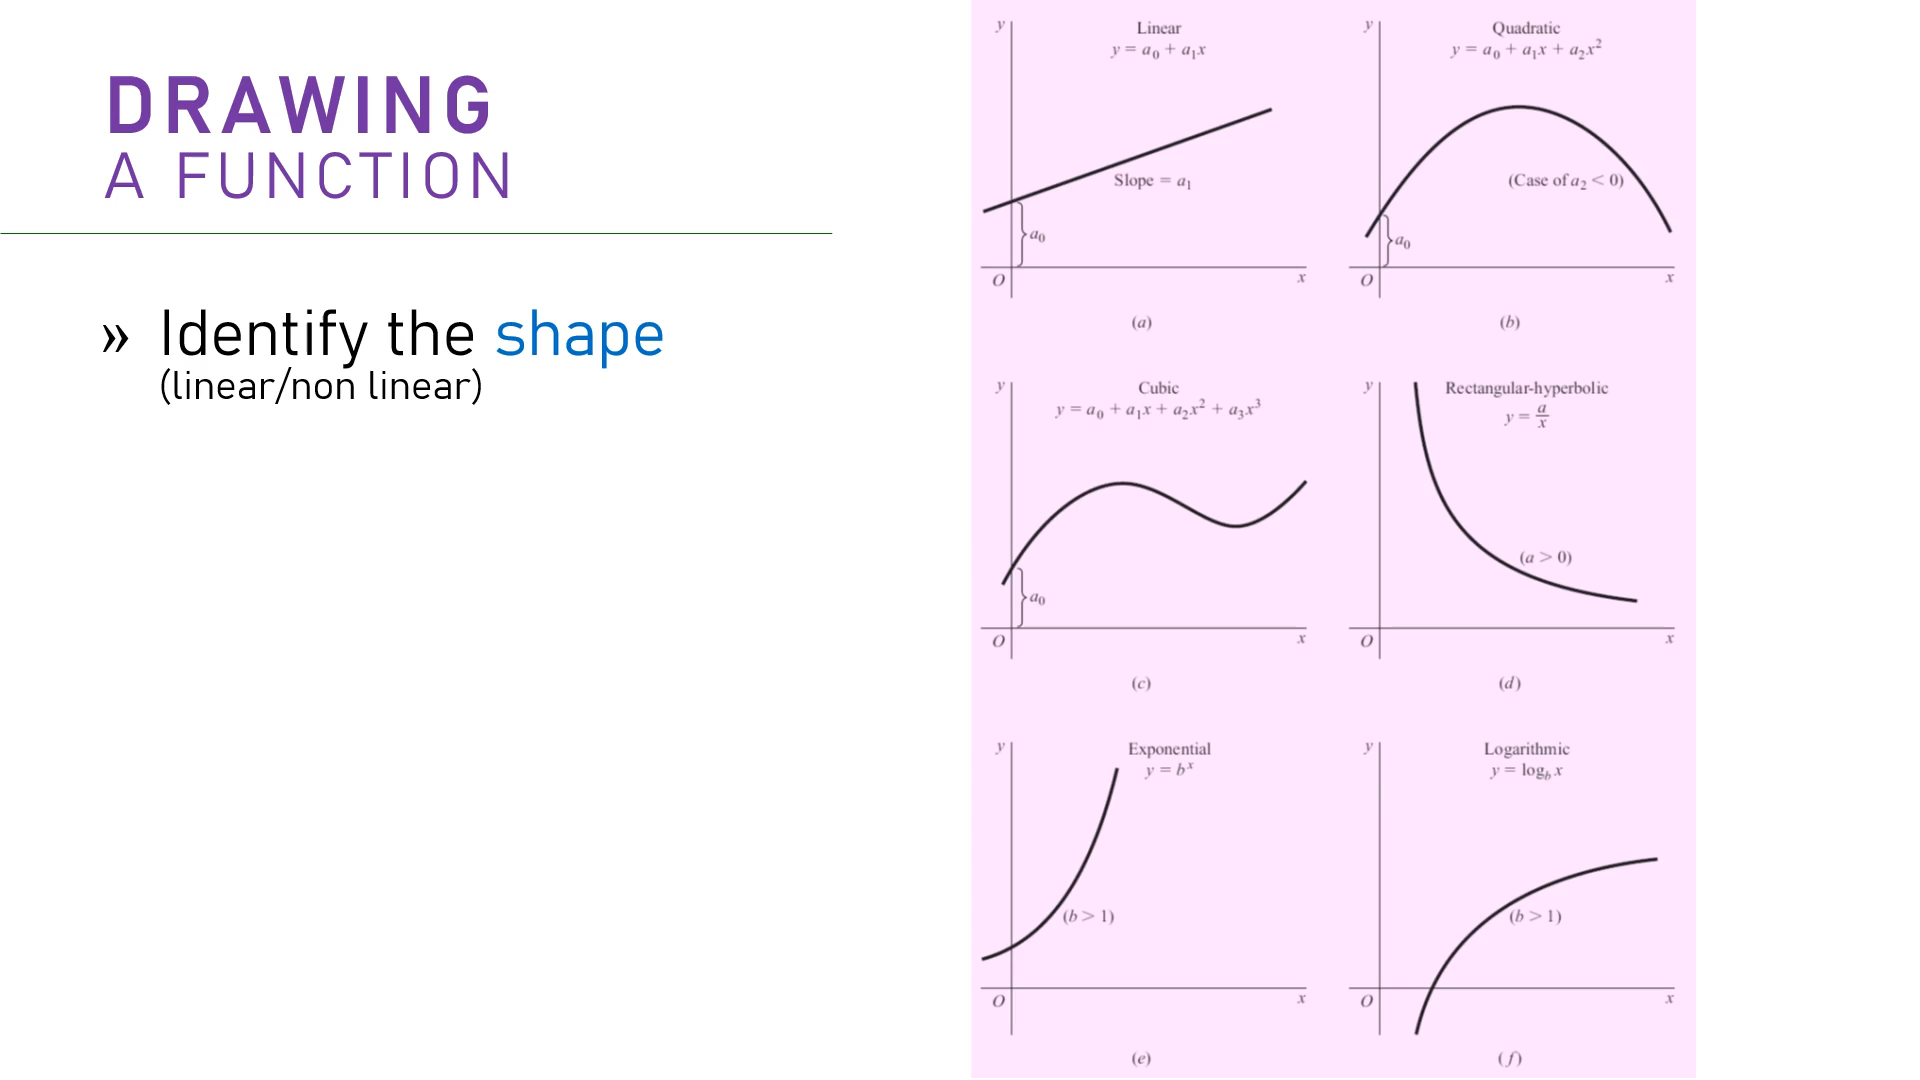 DRAWING
A FUNCTION
» Identify the shape
(linear/non linear)
y
Linear
y = a₀ + a₁x
Slope = a₁
a₀
O
x
(a)
y
Quadratic
y = a₀ + a₁x + a₂x²
(Case of a₂ < 0)
a₀
O
x
(b)
y
Cubic
y = a₀ + a₁x + a₂x² + a₃x³
a₀
O
x
(c)
y
Rectangular-hyperbolic
y = a/x
(a > 0)
O
x
(d)
y
Exponential
y = bˣ
(b > 1)
O
x
(e)
y
Logarithmic
y = log_b x
(b > 1)
O
x
(f)